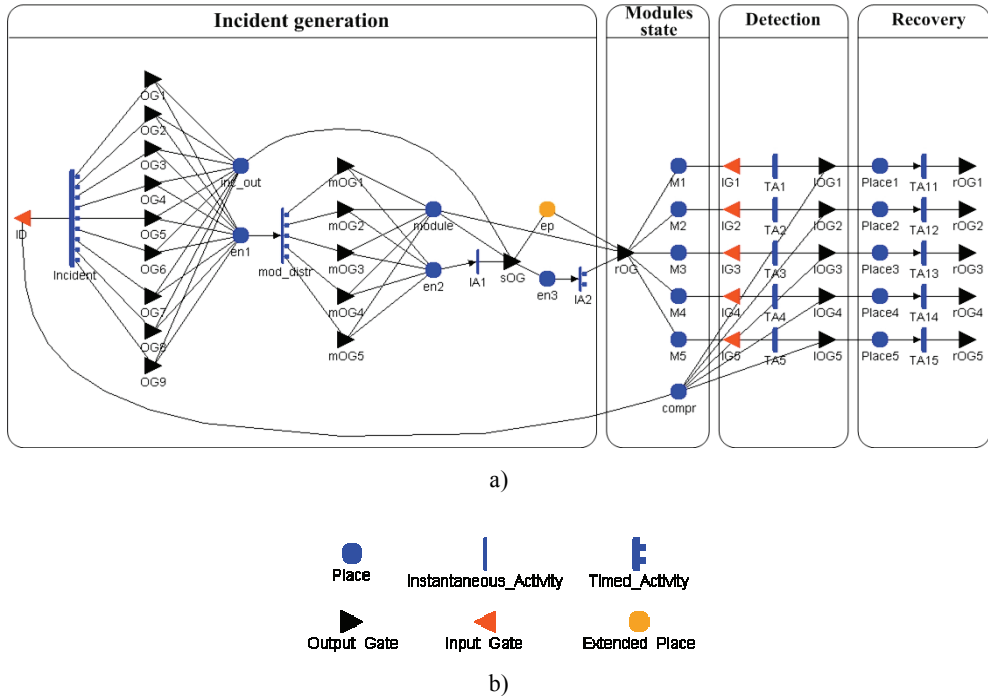 Incident generation
Modules
state
Detection
Recovery
OG1
OG2
OG3
OG4
OG5
OG6
OG7
OG8
OG9
ID
Incident
inc_out
en1
mod_distr
mOG1
mOG2
mOG3
mOG4
mOG5
module
en2
IA1
sOG
ep
en3
IA2
rOG
M1 IG1 TA1 IOG1 Place1 TA11 rOG1
M2 IG2 TA2 IOG2 Place2 TA12 rOG2
M3 IG3 TA3 IOG3 Place3 TA13 rOG3
M4 IG4 TA4 IOG4 Place4 TA14 rOG4
M5 IG5 TA5 IOG5 Place5 TA15 rOG5
compr
a)
Place Instantaneous_Activity Timed_Activity
Output Gate Input Gate Extended Place
b)